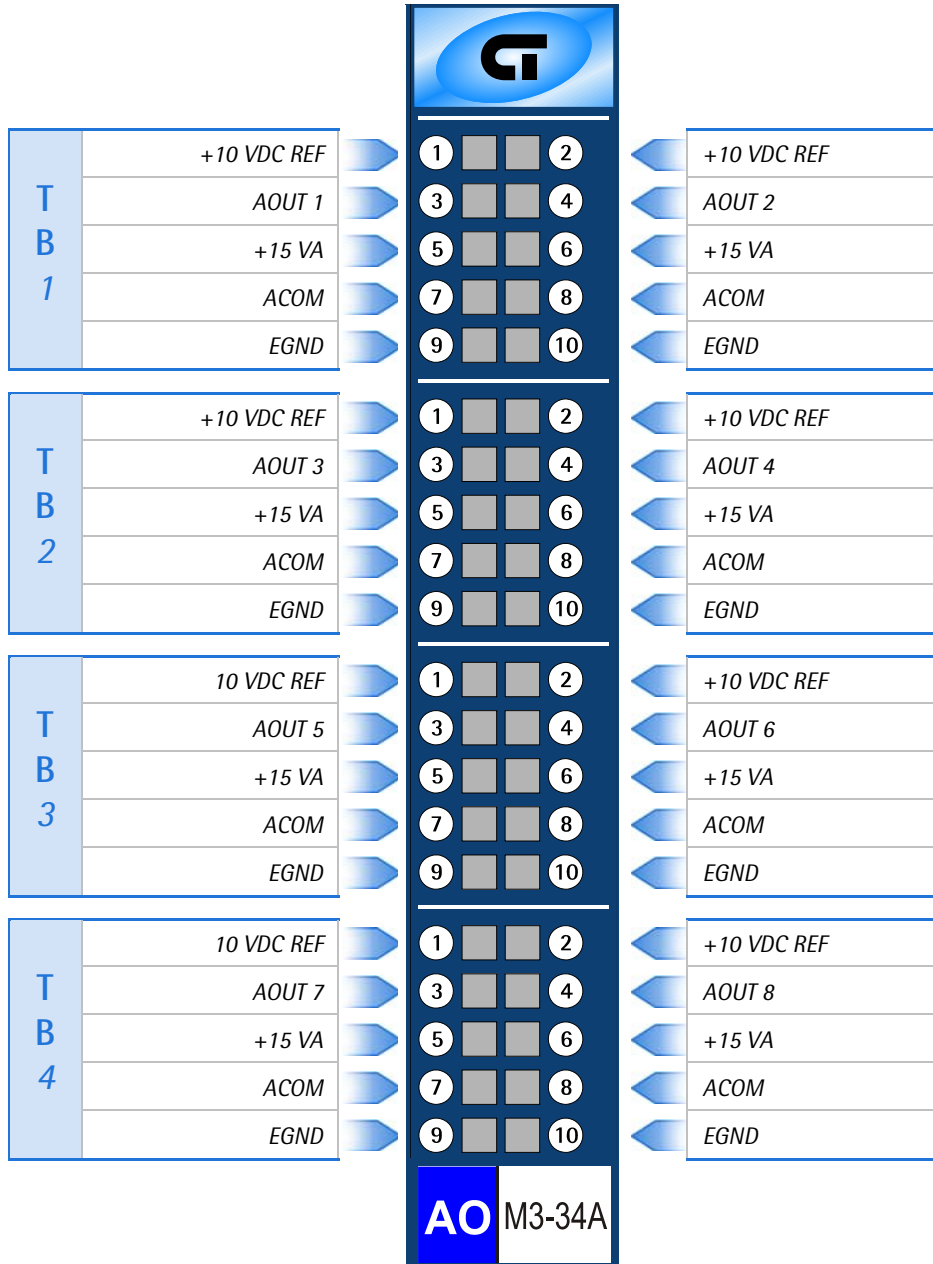 CT
T
B
1
+10 VDC REF 1 2 +10 VDC REF
AOUT 1 3 4 AOUT 2
+15 VA 5 6 +15 VA
ACOM 7 8 ACOM
EGND 9 10 EGND
T
B
2
+10 VDC REF 1 2 +10 VDC REF
AOUT 3 3 4 AOUT 4
+15 VA 5 6 +15 VA
ACOM 7 8 ACOM
EGND 9 10 EGND
T
B
3
10 VDC REF 1 2 +10 VDC REF
AOUT 5 3 4 AOUT 6
+15 VA 5 6 +15 VA
ACOM 7 8 ACOM
EGND 9 10 EGND
T
B
4
10 VDC REF 1 2 +10 VDC REF
AOUT 7 3 4 AOUT 8
+15 VA 5 6 +15 VA
ACOM 7 8 ACOM
EGND 9 10 EGND
AO M3-34A